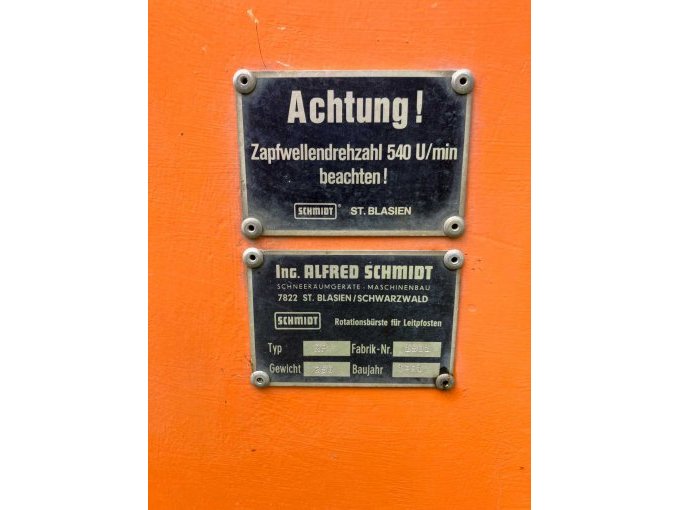 Achtung!
Zapfwellendrehzahl 540 U/min
beachten!
SCHMIDT® ST. BLASIEN
Ing. ALFRED SCHMIDT
SCHNEERÄUMGERÄTE · MASCHINENBAU
7822 ST. BLASIEN/SCHWARZWALD
SCHMIDT Rotationsbürste für Leitpfosten
Typ Fabrik-Nr.
Gewicht Baujahr